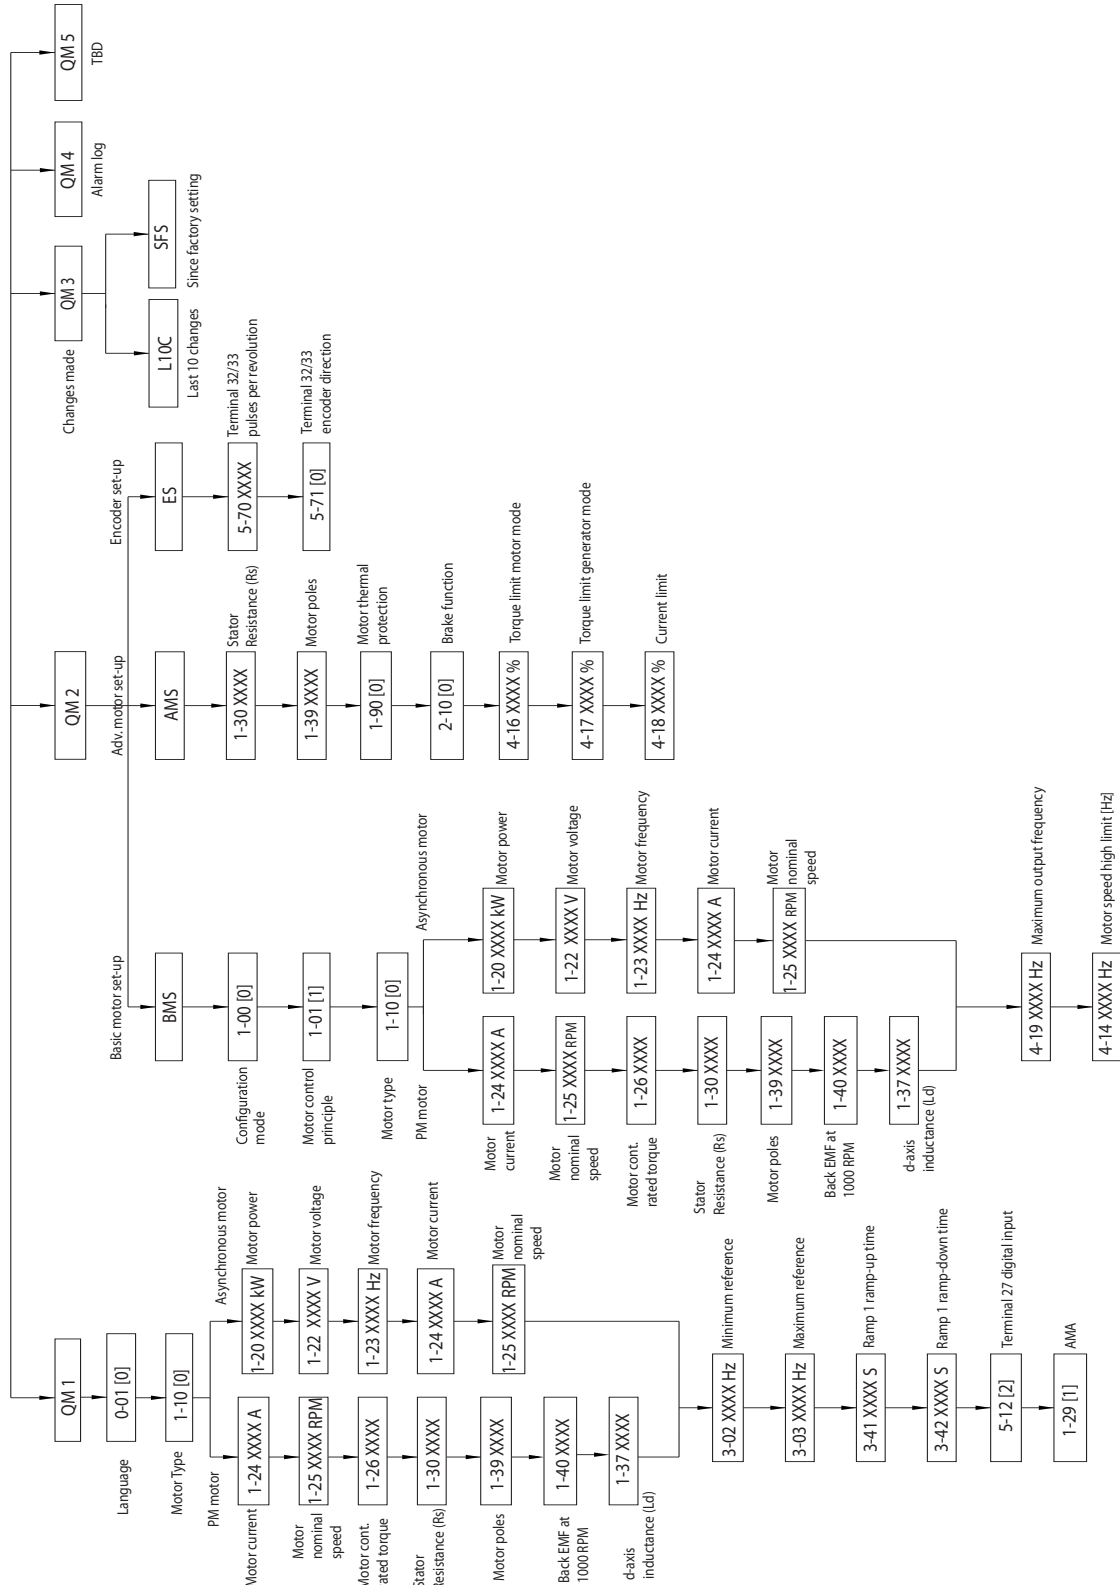 QM 1
Language
0-01 [0]
Motor Type
1-10 [0]
PM motor
Motor current
1-24 XXXX A
Motor
nominal
speed
1-25 XXXX RPM
Motor cont.
ated torque
1-26 XXXX
Stator
Resistance (Rs)
1-30 XXXX
Motor poles
1-39 XXXX
Back EMF at
1000 RPM
1-40 XXXX
d-axis
inductance (Ld)
1-37 XXXX
Asynchronous motor
1-20 XXXX kW
Motor power
1-22 XXXX V
Motor voltage
1-23 XXXX Hz
Motor frequency
1-24 XXXX A
Motor current
1-25 XXXX RPM
Motor
nominal
speed
3-02 XXXX Hz
Minimum reference
3-03 XXXX Hz
Maximum reference
3-41 XXXX S
Ramp 1 ramp-up time
3-42 XXXX S
Ramp 1 ramp-down time
5-12 [2]
Terminal 27 digital input
1-29 [1]
AMA
QM 2
Basic motor set-up
BMS
Configuration
mode
1-00 [0]
Motor control
principle
1-01 [1]
Motor type
1-10 [0]
PM motor
Motor
current
1-24 XXXX A
Motor
nominal
speed
1-25 XXXX RPM
Motor cont.
rated torque
1-26 XXXX
Stator
Resistance (Rs)
1-30 XXXX
Motor poles
1-39 XXXX
Back EMF at
1000 RPM
1-40 XXXX
d-axis
inductance (Ld)
1-37 XXXX
Asynchronous motor
1-20 XXXX kW
Motor power
1-22 XXXX V
Motor voltage
1-23 XXXX Hz
Motor frequency
1-24 XXXX A
Motor current
1-25 XXXX RPM
Motor
nominal
speed
4-19 XXXX Hz
Maximum output frequency
4-14 XXXX Hz
Motor speed high limit [Hz]
Adv. motor set-up
AMS
1-30 XXXX
Stator
Resistance (Rs)
1-39 XXXX
Motor poles
1-90 [0]
Motor thermal
protection
2-10 [0]
Brake function
4-16 XXXX %
Torque limit motor mode
4-17 XXXX %
Torque limit generator mode
4-18 XXXX %
Current limit
Encoder set-up
ES
5-70 XXXX
Terminal 32/33
pulses per revolution
5-71 [0]
Terminal 32/33
encoder direction
Changes made
QM 3
L10C
Last 10 changes
SFS
Since factory setting
QM 4
Alarm log
QM 5
TBD